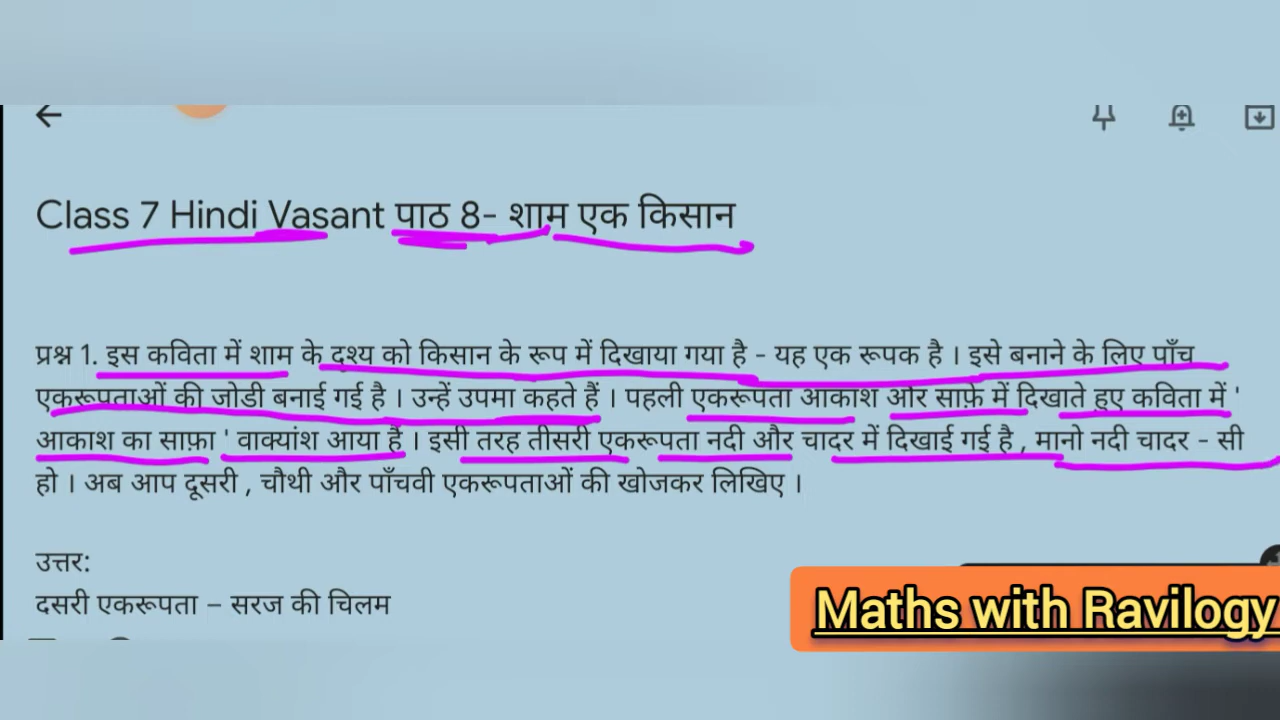 Class 7 Hindi Vasant पाठ 8- शाम एक किसान
प्रश्न 1. इस कविता में शाम के दृश्य को किसान के रूप में दिखाया गया है - यह एक रूपक है । इसे बनाने के लिए पाँच
एकरूपताओं की जोडी बनाई गई है । उन्हें उपमा कहते हैं । पहली एकरूपता आकाश और साफ़े में दिखाते हुए कविता में '
आकाश का साफ़ा ' वाक्यांश आया है । इसी तरह तीसरी एकरूपता नदी और चादर में दिखाई गई है , मानो नदी चादर - सी
हो । अब आप दूसरी , चौथी और पाँचवी एकरूपताओं की खोजकर लिखिए ।
उत्तर:
दूसरी एकरूपता – सूरज की चिलम
Maths with Ravilogy